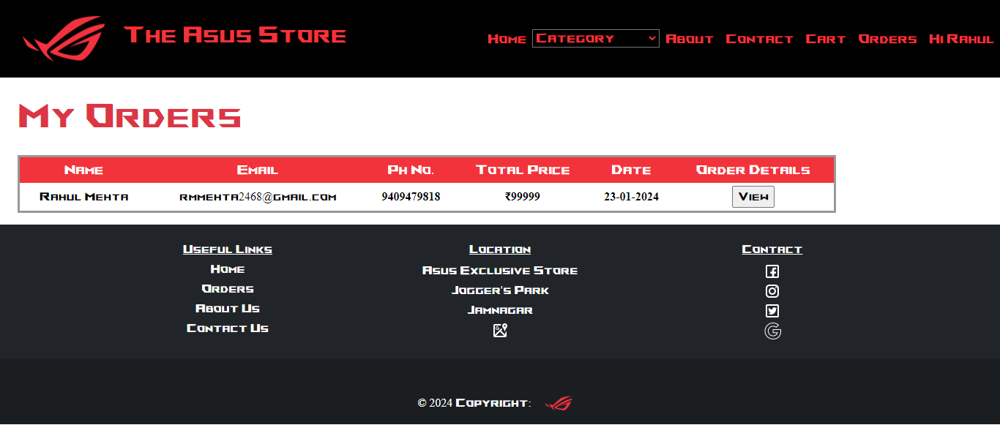 The Asus Store
Home Category About Contact Cart Orders Hi Rahul
My Orders
Name Email Ph No. Total Price Date Order Details
Rahul Mehta rmmehta2468@gmail.com 9409479818 ₹99999 23-01-2024 View
Useful Links Location Contact
Home Asus Exclusive Store
Orders Jogger's Park
About Us Jamnagar
Contact Us
© 2024 Copyright: